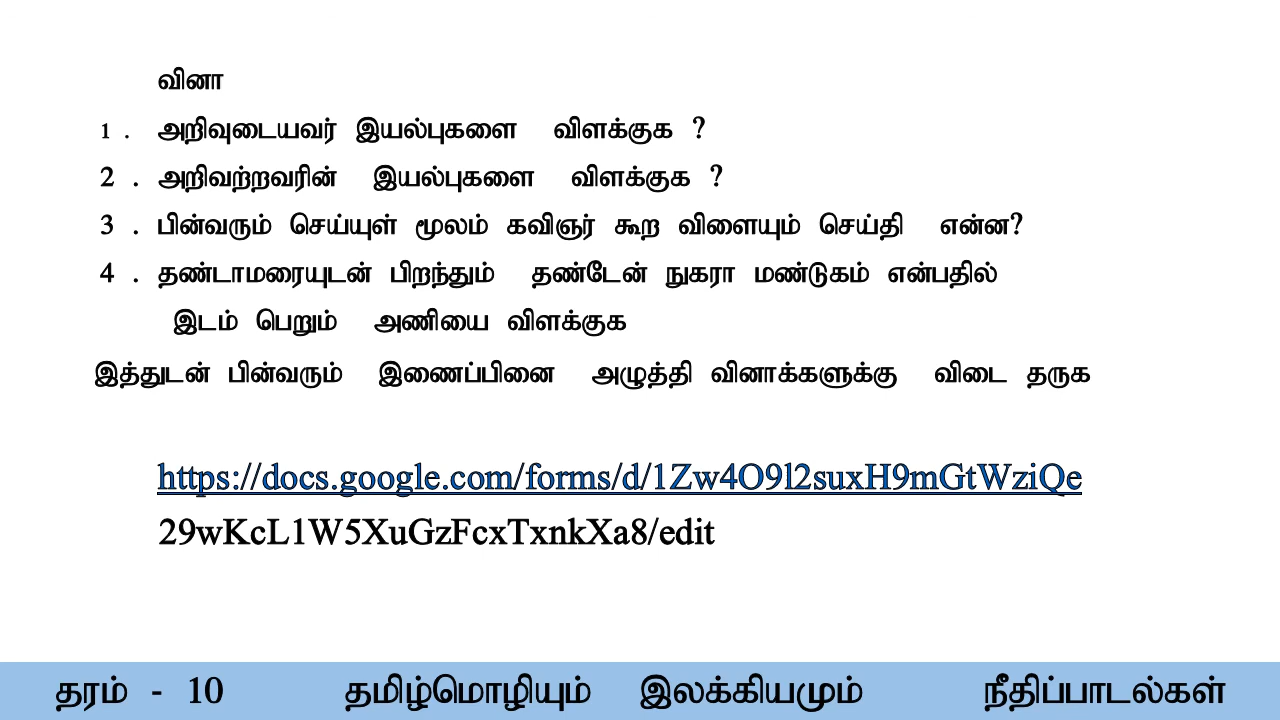 வினா
1 . அறிவுடையவர் இயல்புகளை விளக்குக ?
2 . அறிவற்றவரின் இயல்புகளை விளக்குக ?
3 . பின்வரும் செய்யுள் மூலம் கவிஞர் கூற விளையும் செய்தி என்ன?
4 . தண்டாமரையுடன் பிறந்தும் தண்டேன் நுகரா மண்டுகம் என்பதில்
இடம் பெறும் அணியை விளக்குக
இத்துடன் பின்வரும் இணைப்பினை அழுத்தி வினாக்களுக்கு விடை தருக
https://docs.google.com/forms/d/1Zw4O9l2suxH9mGtWziQe
29wKcL1W5XuGzFcxTxnkXa8/edit
தரம் - 10 தமிழ்மொழியும் இலக்கியமும் நீதிப்பாடல்கள்